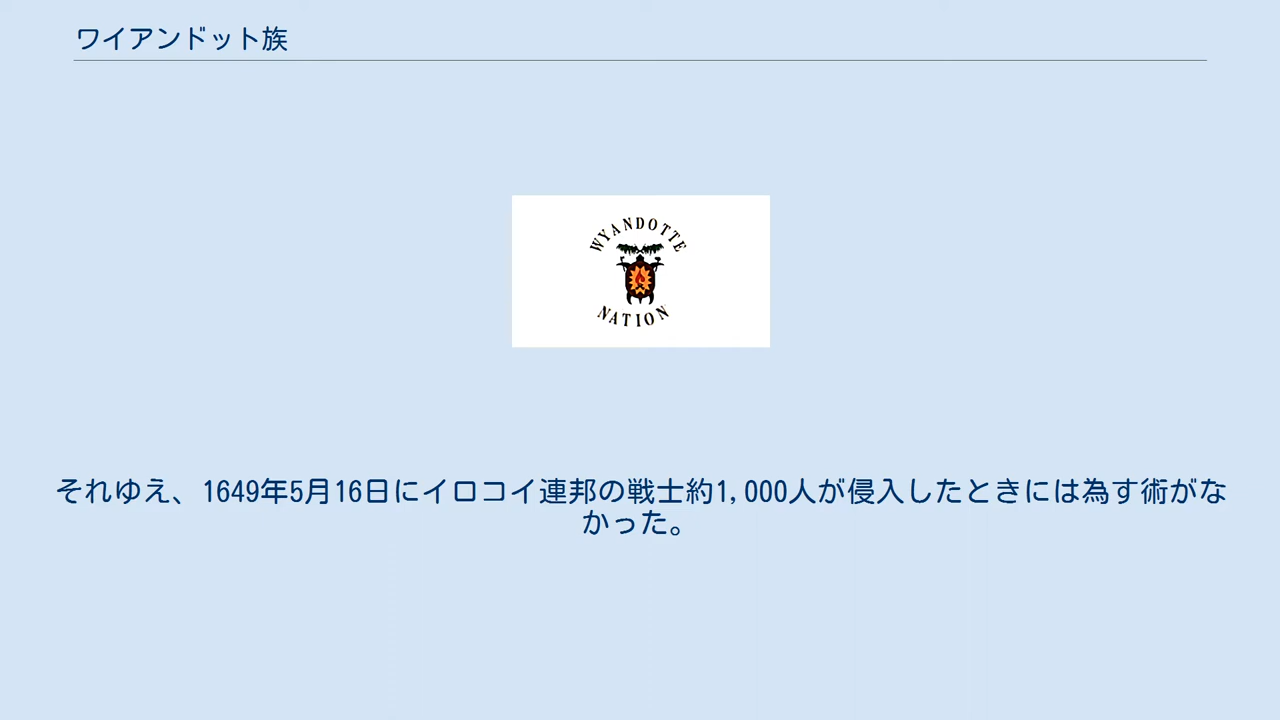 ワイアンドット族
WYANDOTTE
NATION
それゆえ、1649年5月16日にイロコイ連邦の戦士約1,000人が侵入したときには為す術がな
かった。